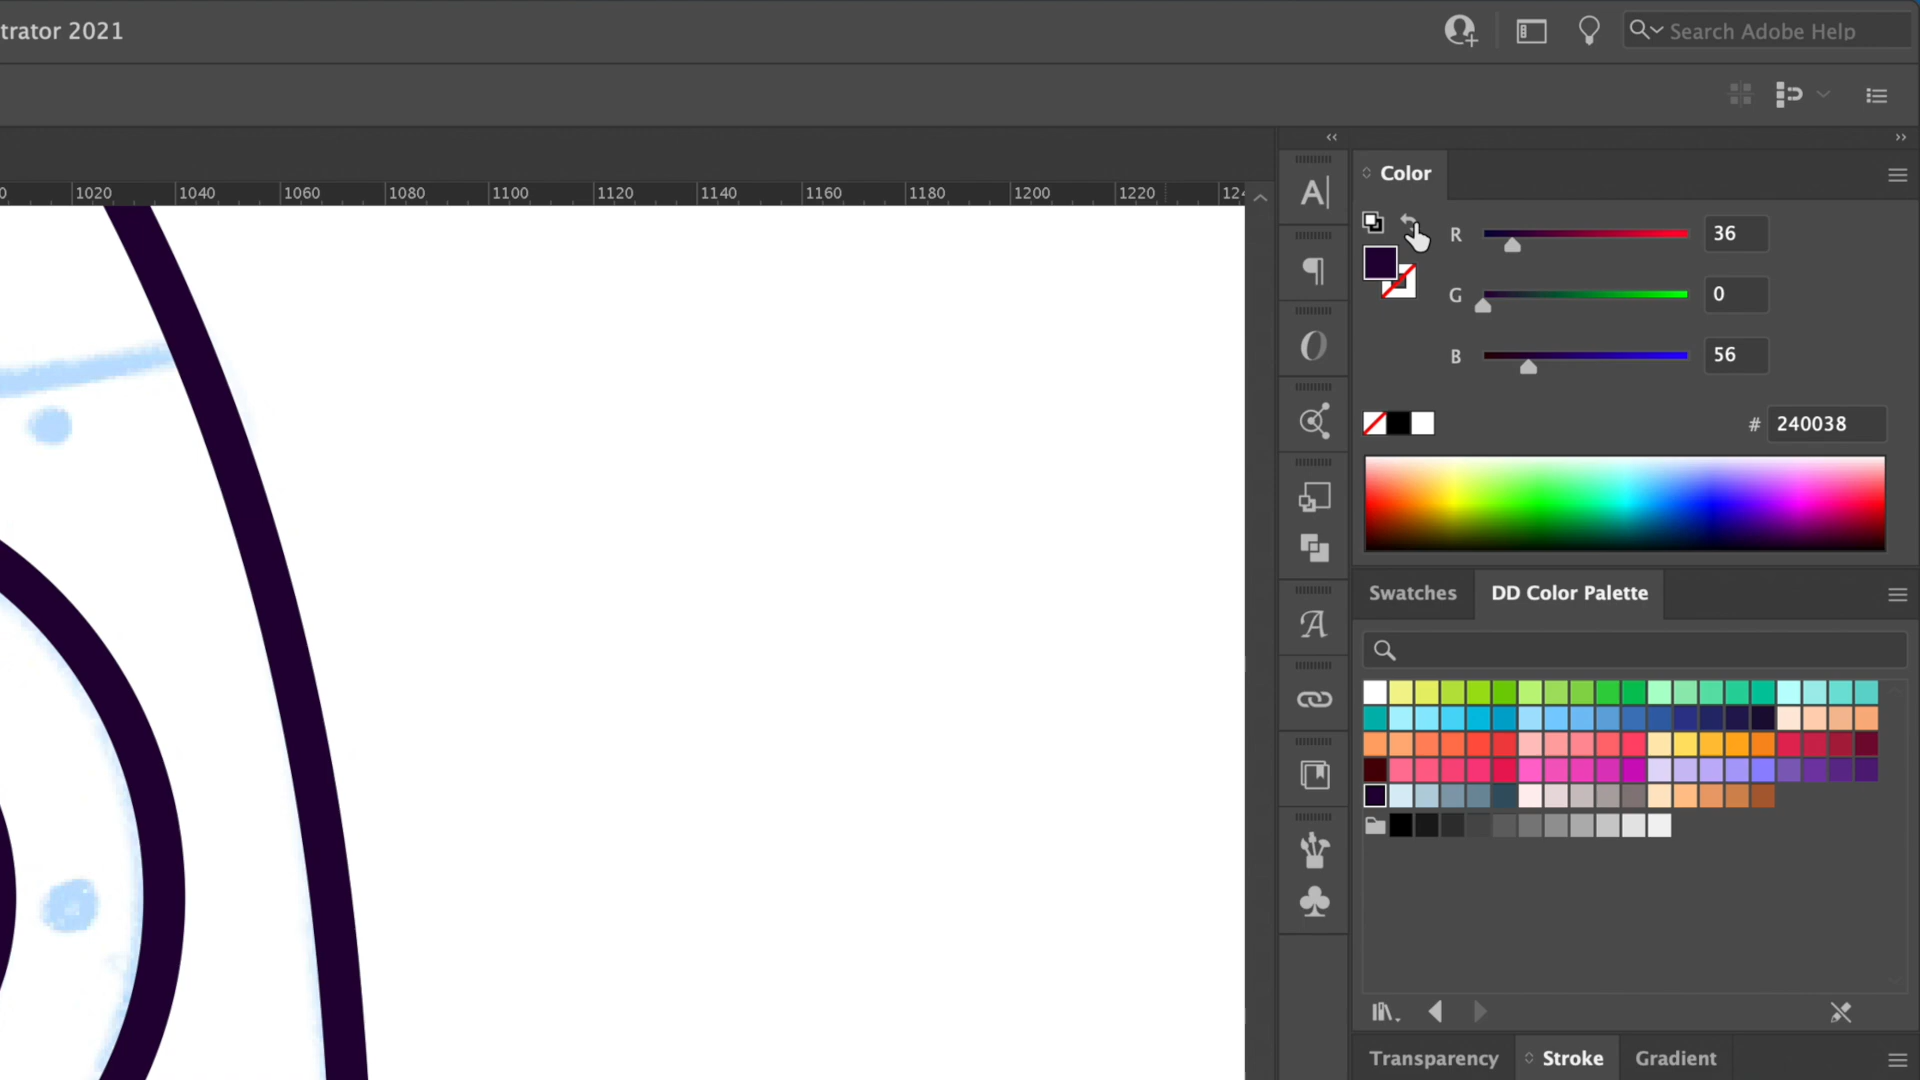 trator 2021
Search Adobe Help
1020 1040 1060 1080 1100 1120 1140 1160 1180 1200 1220
Color
R 36
G 0
B 56
# 240038
Swatches DD Color Palette
Transparency Stroke Gradient